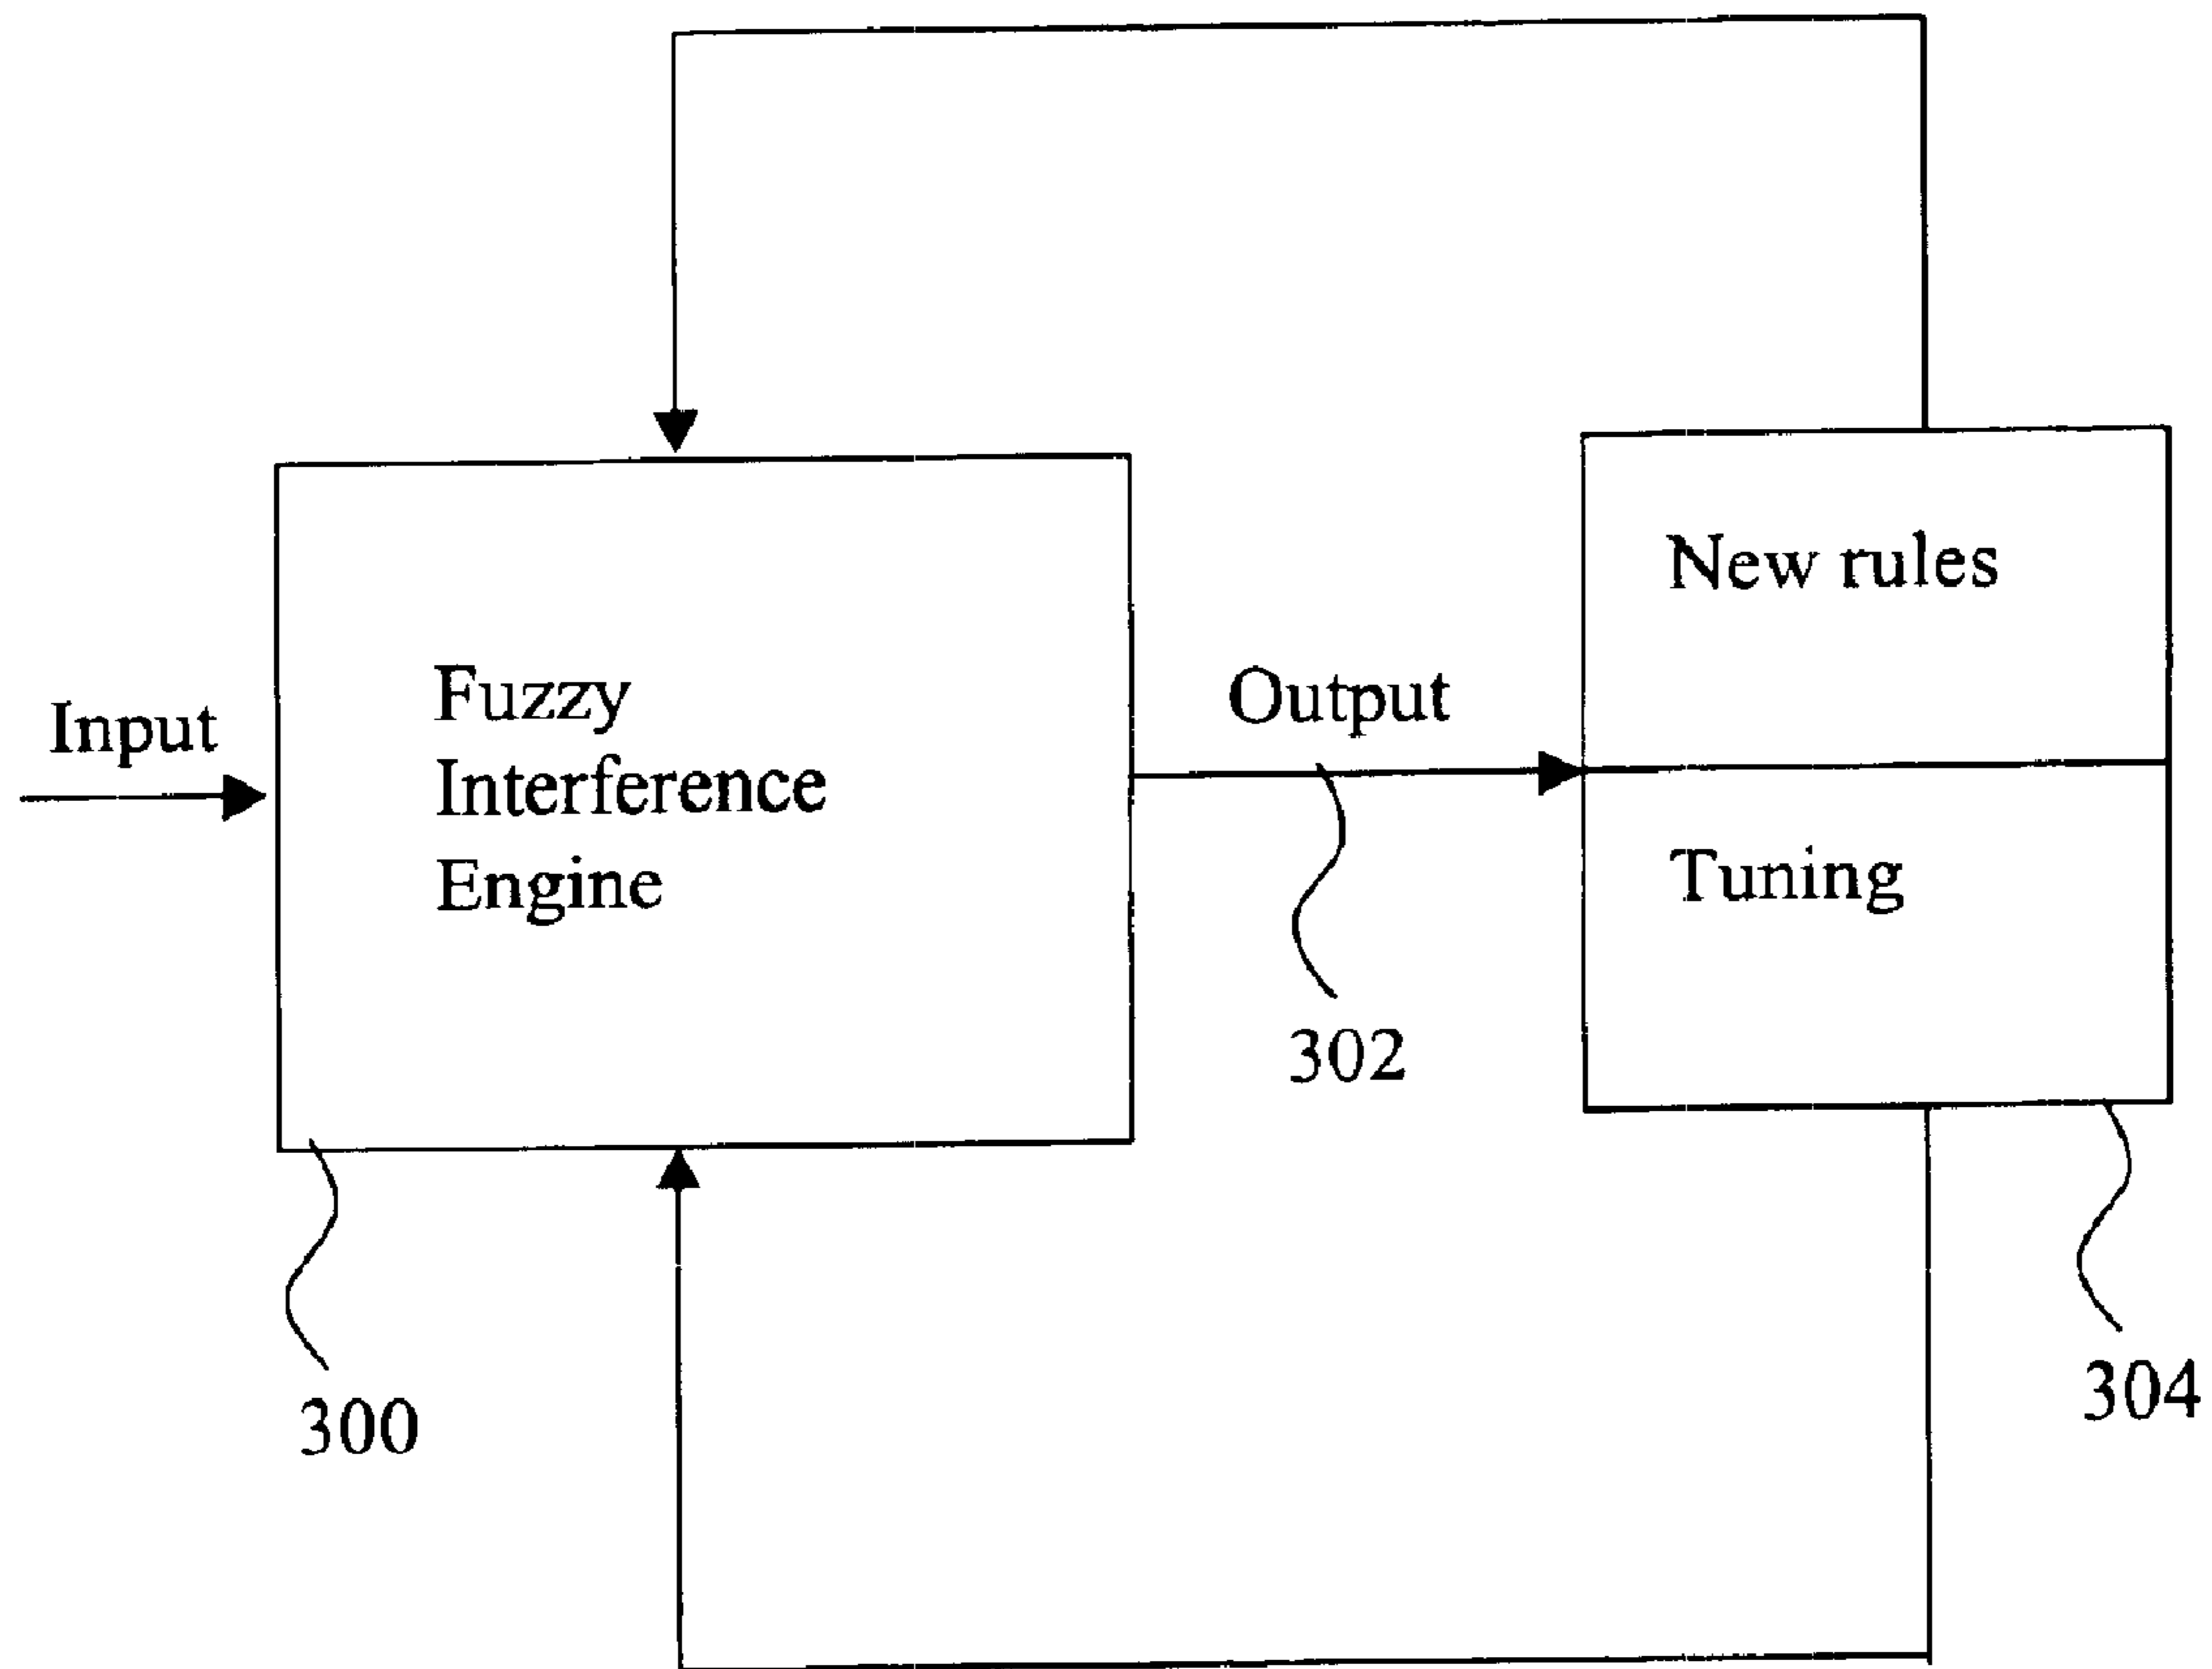 Input
Fuzzy
Interference
Engine
Output
New rules
Tuning
302
300
304